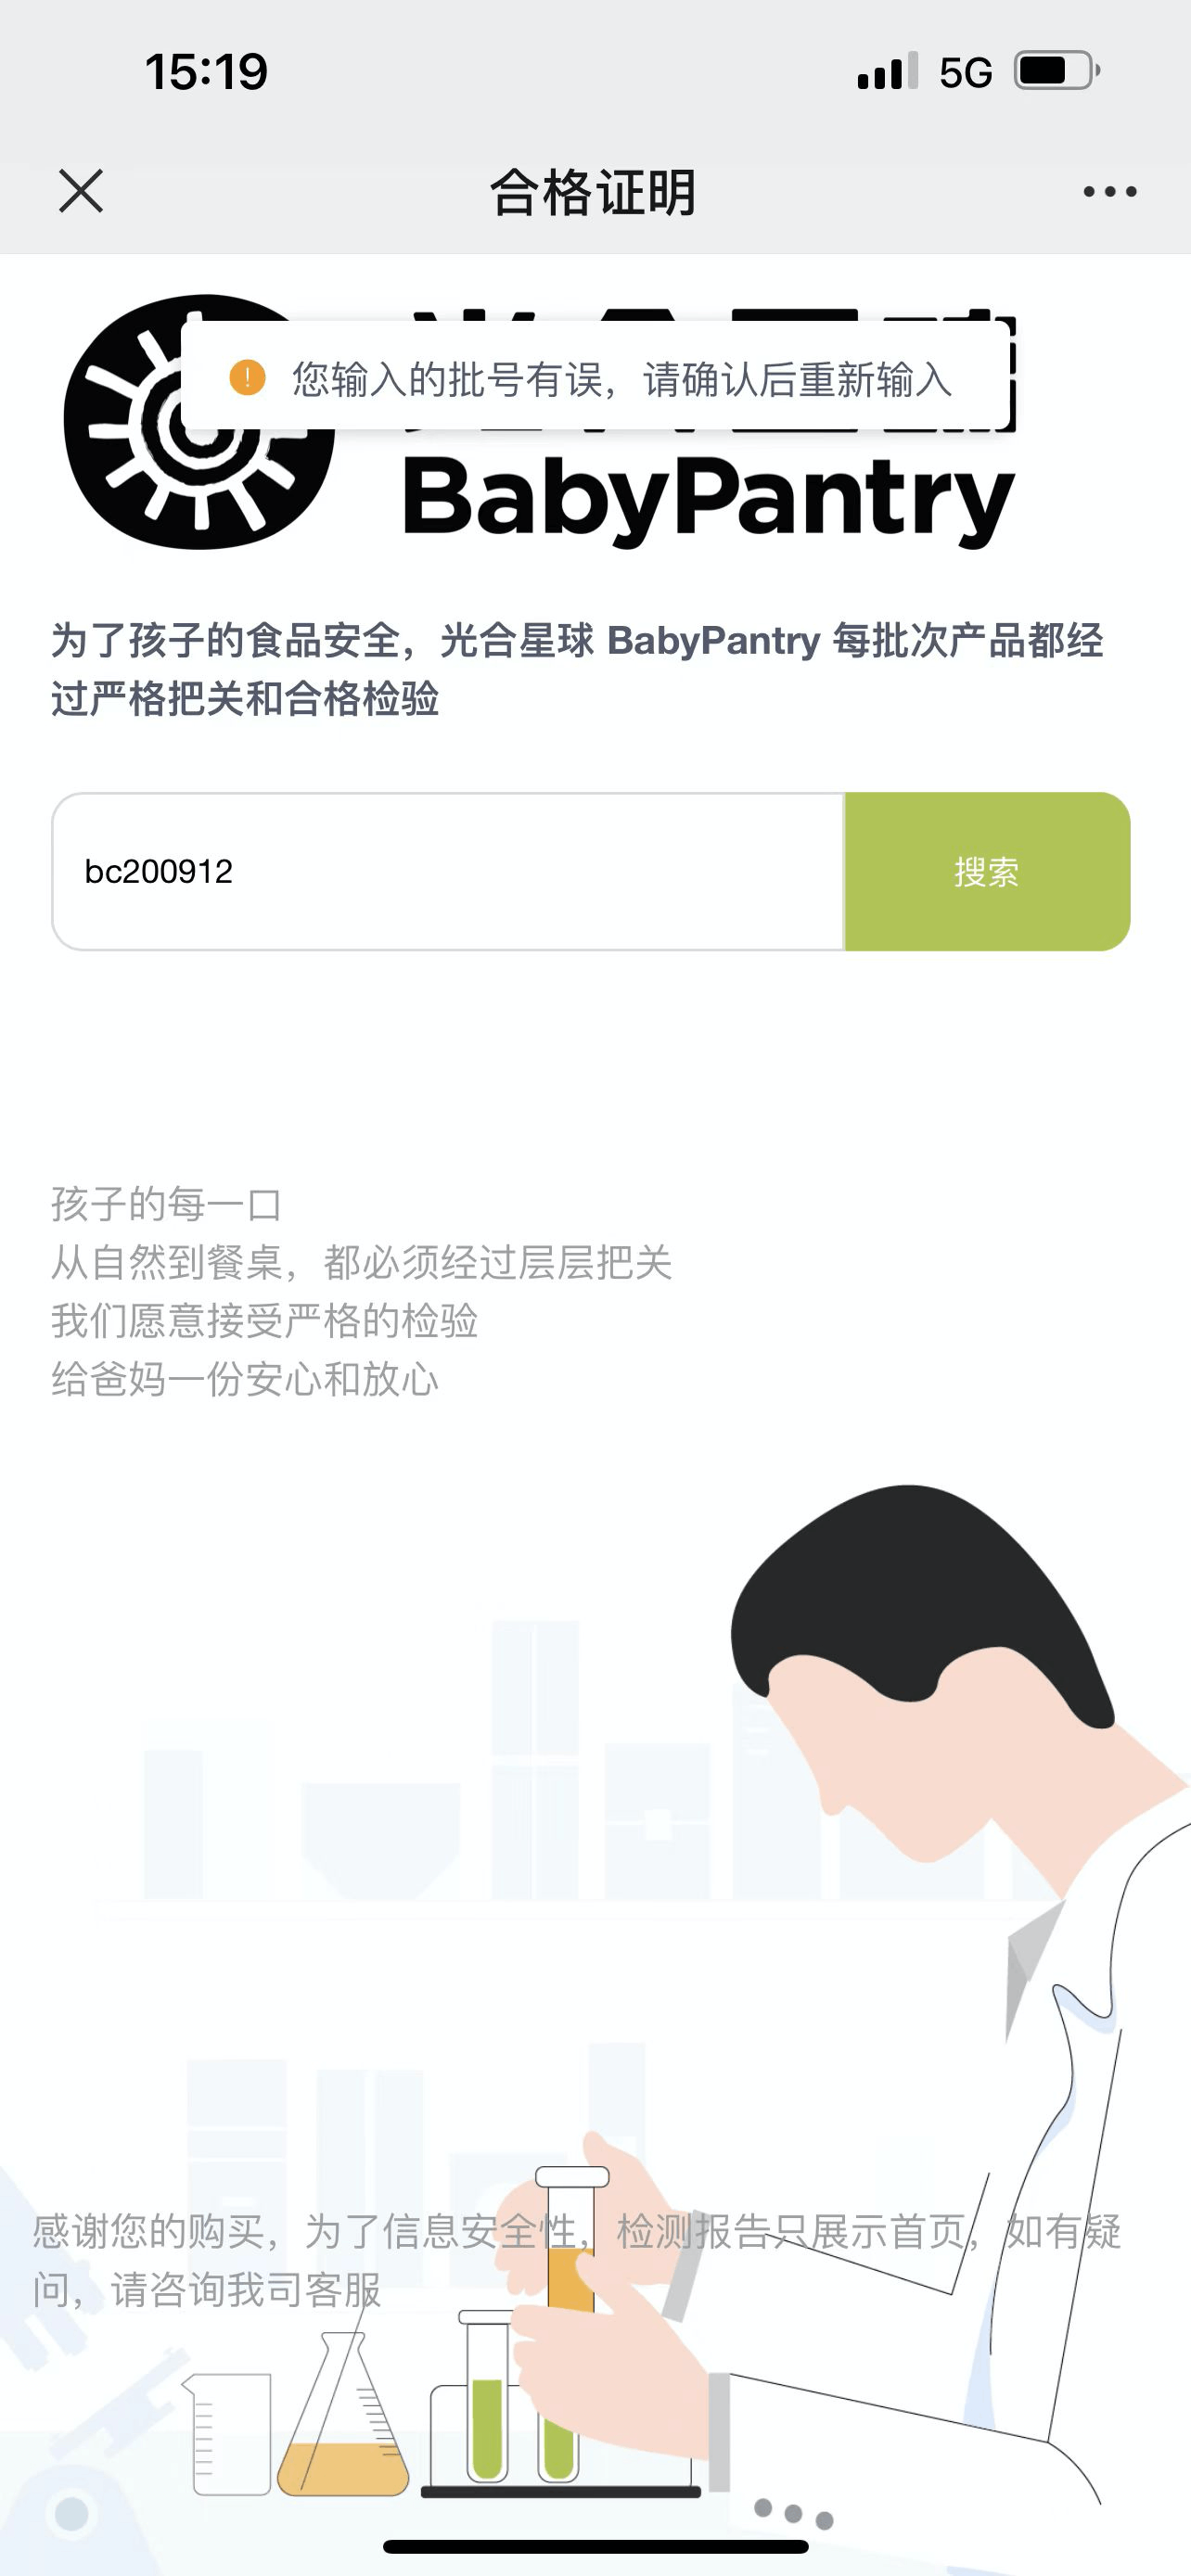 15:19
5G
合格证明
您输入的批号有误，请确认后重新输入
BabyPantry
为了孩子的食品安全，光合星球 BabyPantry 每批次产品都经
过严格把关和合格检验
bc200912
搜索
孩子的每一口
从自然到餐桌，都必须经过层层把关
我们愿意接受严格的检验
给爸妈一份安心和放心
感谢您的购买，为了信息安全性，检测报告只展示首页，如有疑
问，请咨询我司客服